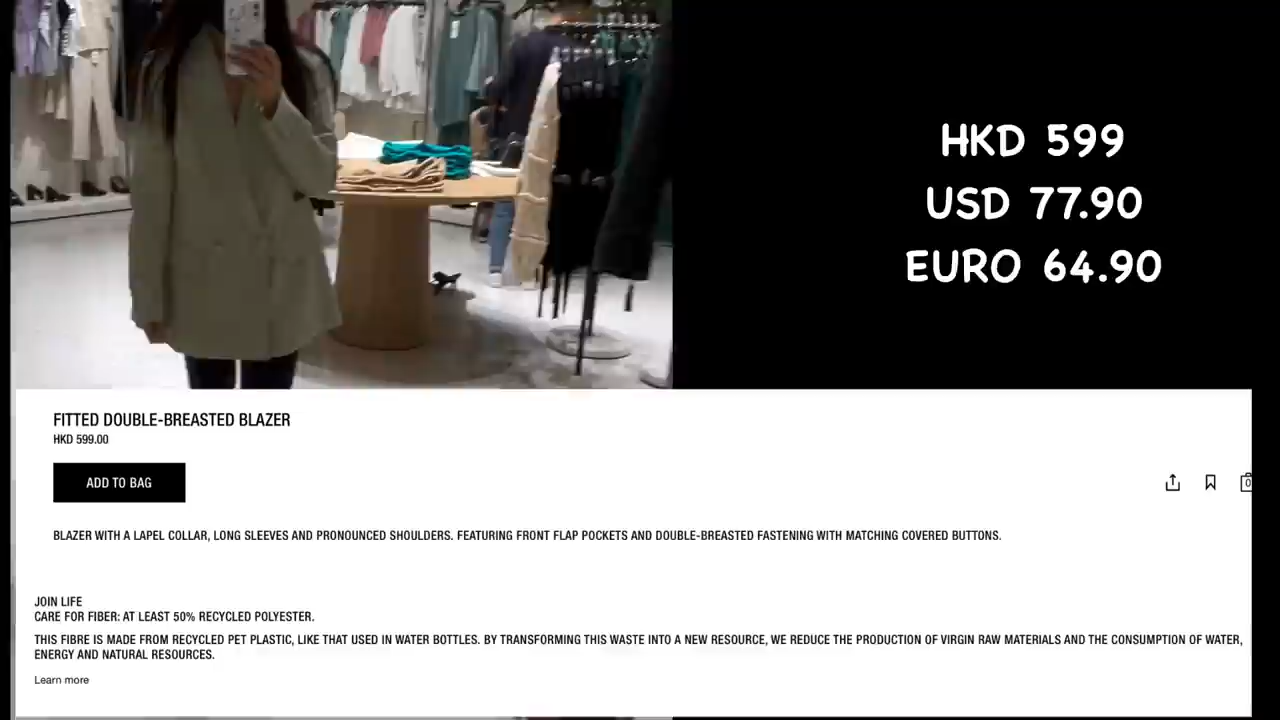 HKD 599
USD 77.90
EURO 64.90
FITTED DOUBLE-BREASTED BLAZER
HKD 599.00
ADD TO BAG
0
BLAZER WITH A LAPEL COLLAR, LONG SLEEVES AND PRONOUNCED SHOULDERS. FEATURING FRONT FLAP POCKETS AND DOUBLE-BREASTED FASTENING WITH MATCHING COVERED BUTTONS.
JOIN LIFE
CARE FOR FIBER: AT LEAST 50% RECYCLED POLYESTER.
THIS FIBRE IS MADE FROM RECYCLED PET PLASTIC, LIKE THAT USED IN WATER BOTTLES. BY TRANSFORMING THIS WASTE INTO A NEW RESOURCE, WE REDUCE THE PRODUCTION OF VIRGIN RAW MATERIALS AND THE CONSUMPTION OF WATER,
ENERGY AND NATURAL RESOURCES.
Learn more